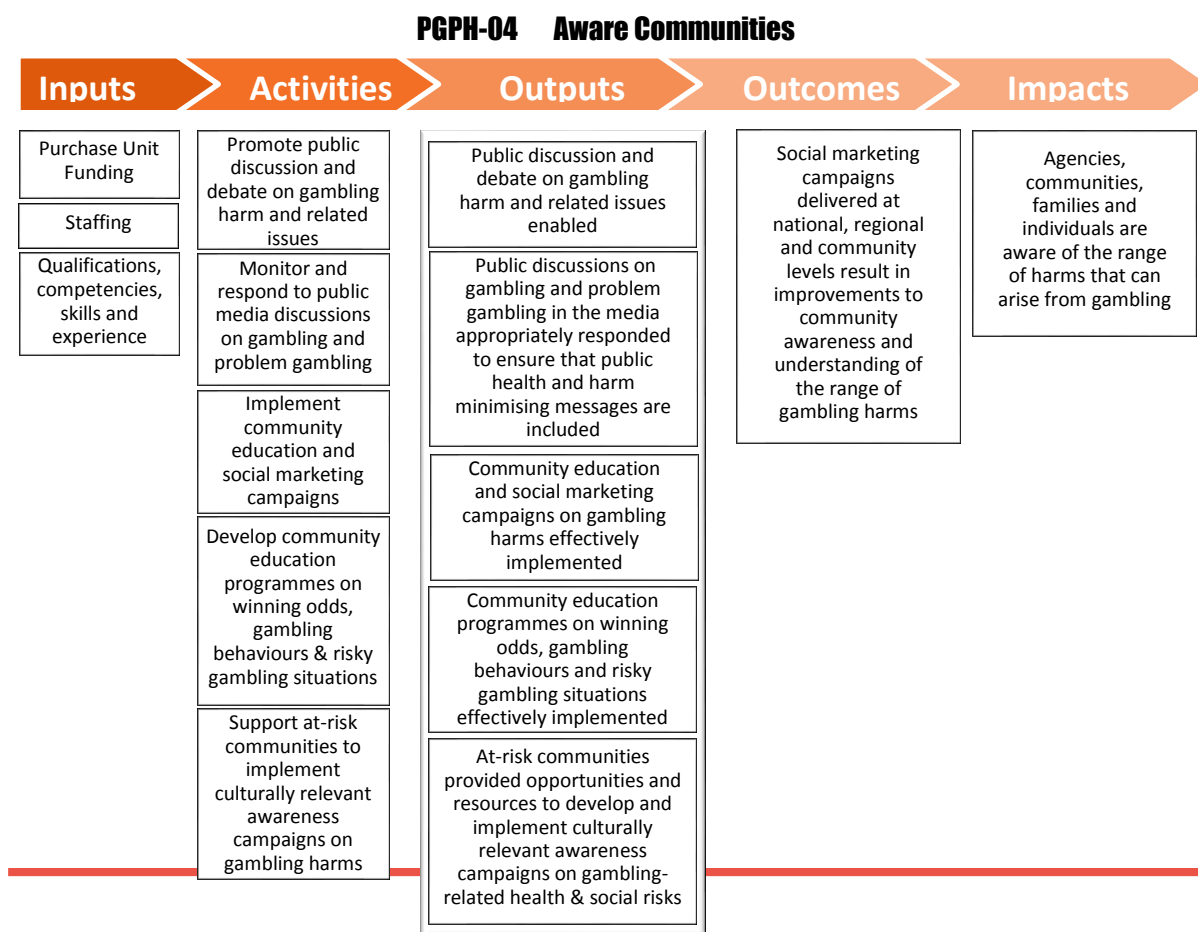 PGPH-04 Aware Communities
Inputs
Activities
Outputs
Outcomes
Impacts
Purchase Unit
Funding
Staffing
Qualifications,
competencies,
skills and
experience
Promote public
discussion and
debate on gambling
harm and related
issues
Monitor and
respond to public
media discussions
on gambling and
problem gambling
Implement
community
education and
social marketing
campaigns
Develop community
education
programmes on
winning odds,
gambling
behaviours & risky
gambling situations
Support at-risk
communities to
implement
culturally relevant
awareness
campaigns on
gambling harms
Public discussion and
debate on gambling
harm and related issues
enabled
Public discussions on
gambling and problem
gambling in the media
appropriately responded
to ensure that public
health and harm
minimising messages are
included
Community education
and social marketing
campaigns on gambling
harms effectively
implemented
Community education
programmes on winning
odds, gambling
behaviours and risky
gambling situations
effectively implemented
At-risk communities
provided opportunities and
resources to develop and
implement culturally
relevant awareness
campaigns on gambling-
related health & social risks
Social marketing
campaigns
delivered at
national, regional
and community
levels result in
improvements to
community
awareness and
understanding of
the range of
gambling harms
Agencies,
communities,
families and
individuals are
aware of the range
of harms that can
arise from gambling